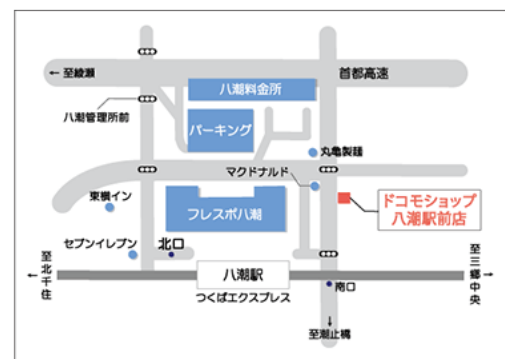 ← 至綾瀬
首都高速
八潮料金所
八潮管理所前
パーキング
丸亀製麺
マクドナルド
東横イン
フレスポ八潮
ドコモショップ
八潮駅前店
セブンイレブン
北口
至北千住
←
八潮駅
つくばエクスプレス
至三郷中央
→
南口
↓
至潮止橋